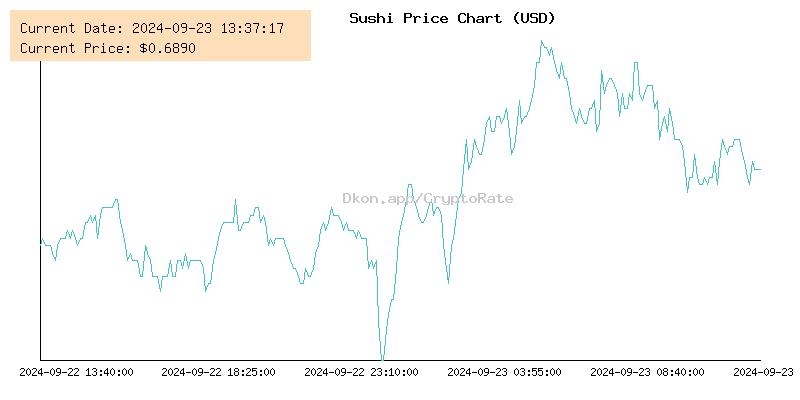 Sushi Price Chart (USD)
Current Date: 2024-09-23 13:37:17
Current Price: $0.6890
Dkon.app/CryptoRate
2024-09-22 13:40:00 2024-09-22 18:25:00 2024-09-22 23:10:00 2024-09-23 03:55:00 2024-09-23 08:40:00 2024-09-23